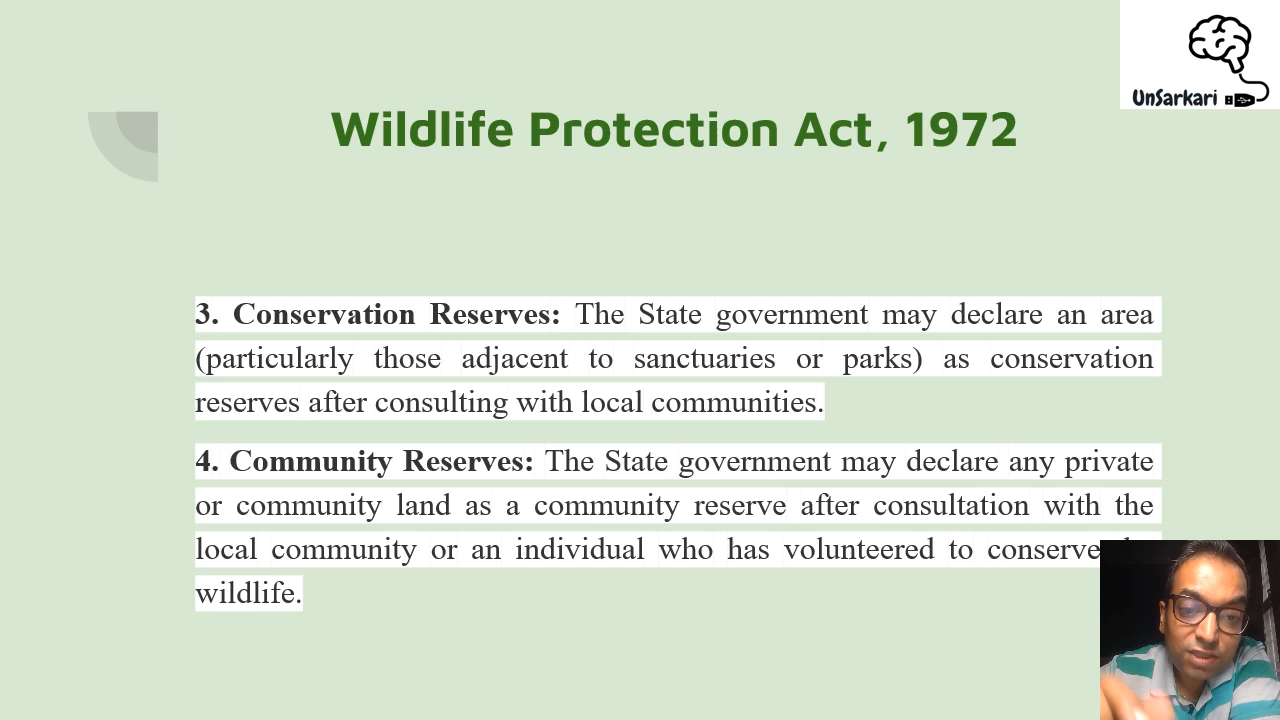 UnSarkari
Wildlife Protection Act, 1972
3. Conservation Reserves: The State government may declare an area
(particularly those adjacent to sanctuaries or parks) as conservation
reserves after consulting with local communities.
4. Community Reserves: The State government may declare any private
or community land as a community reserve after consultation with the
local community or an individual who has volunteered to conserve
wildlife.